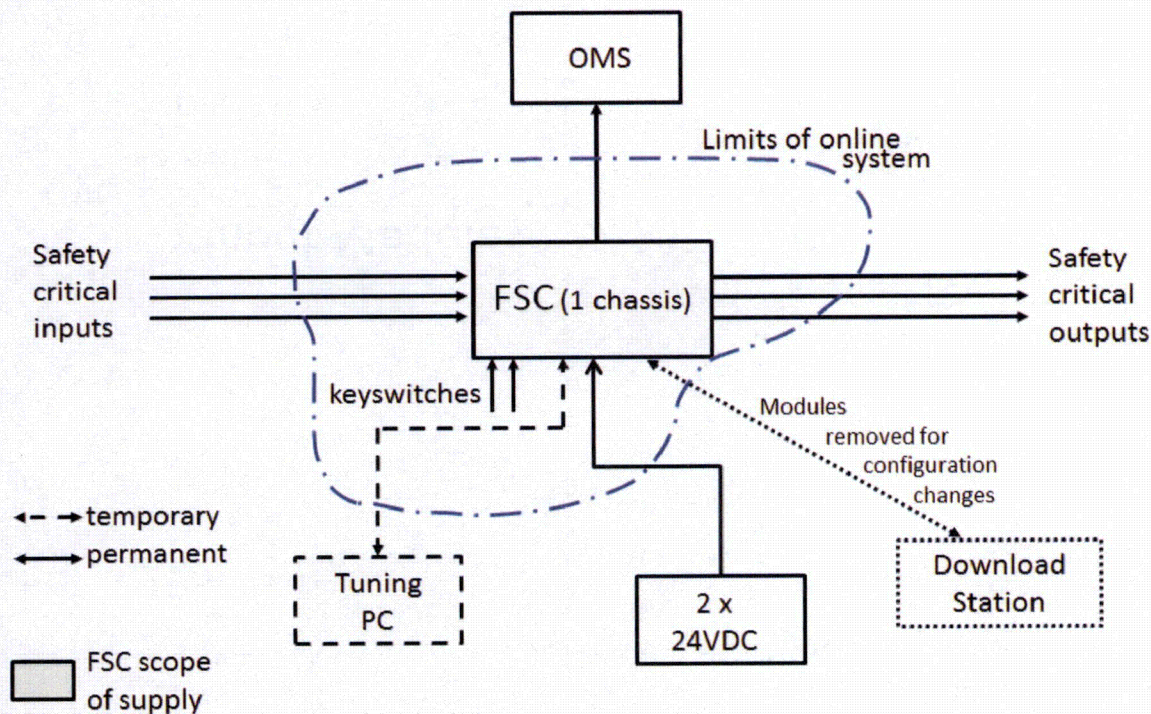 OMS
Limits of online
system
Safety
critical
inputs
FSC (1 chassis)
Safety
critical
outputs
keyswitches
Modules
removed for
configuration
changes
temporary
permanent
Tuning
PC
2 x
24VDC
Download
Station
FSC scope
of supply